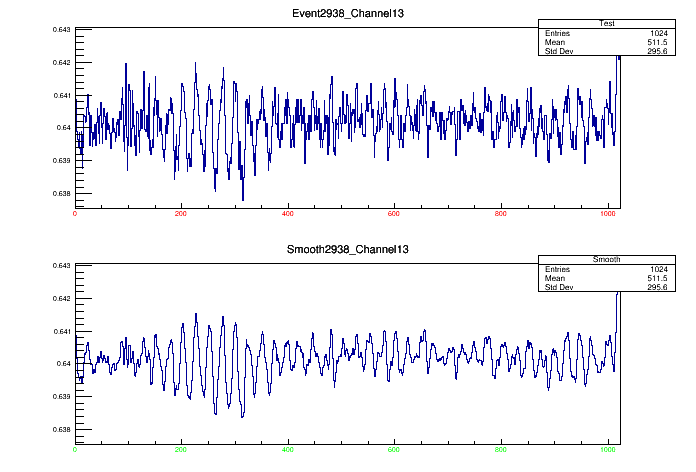 Event2938_Channel13
Test
Entries 1024
Mean 511.5
Std Dev 295.6
0.643
0.642
0.641
0.64
0.639
0.638
0 200 400 600 800 1000
Smooth2938_Channel13
Smooth
Entries 1024
Mean 511.5
Std Dev 295.6
0.643
0.642
0.641
0.64
0.639
0.638
0 200 400 600 800 1000